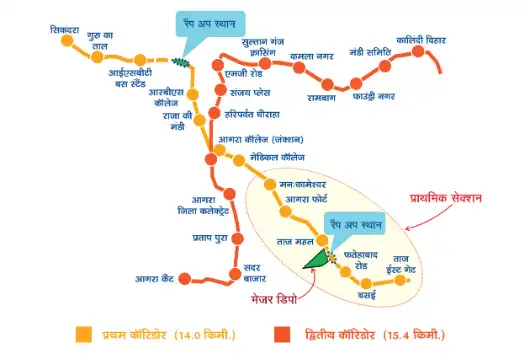 सिकन्दरा
गुरु का
ताल
आईएसबीटी
बस स्टैंड
रैंप अप स्थान
आरबीएस
कॉलेज
राजा की
मंडी
सुल्तान गंज
क्रासिंग
एमजी रोड
संजय प्लेस
हरिपर्वत चौराहा
कमला नगर
रामबाग
मंडी समिति
फाउंड्री नगर
कालिंदी विहार
आगरा कॉलेज (जंक्शन)
मेडिकल कॉलेज
मनःकामेश्वर
आगरा फोर्ट
प्राथमिक सेक्शन
रैंप अप स्थान
ताज महल
फतेहाबाद
रोड
ताज
ईस्ट गेट
बसई
मेजर डिपो
आगरा
जिला कलेक्ट्रेट
प्रताप पुरा
सदर
बाजार
आगरा कैंट
प्रथम कॉरिडोर (14.0 किमी.)
द्वितीय कॉरिडोर (15.4 किमी.)